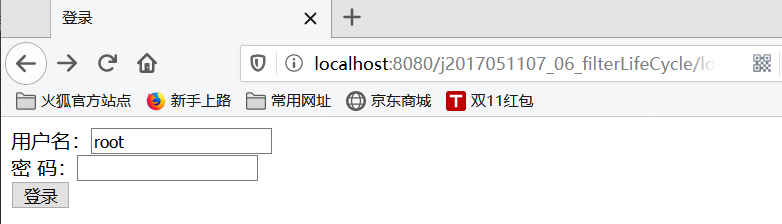 登录
localhost:8080/j2017051107_06_filterLifeCycle/lo
火狐官方站点 新手上路 常用网址 京东商城 T 双11红包
用户名: root
密 码:
登录